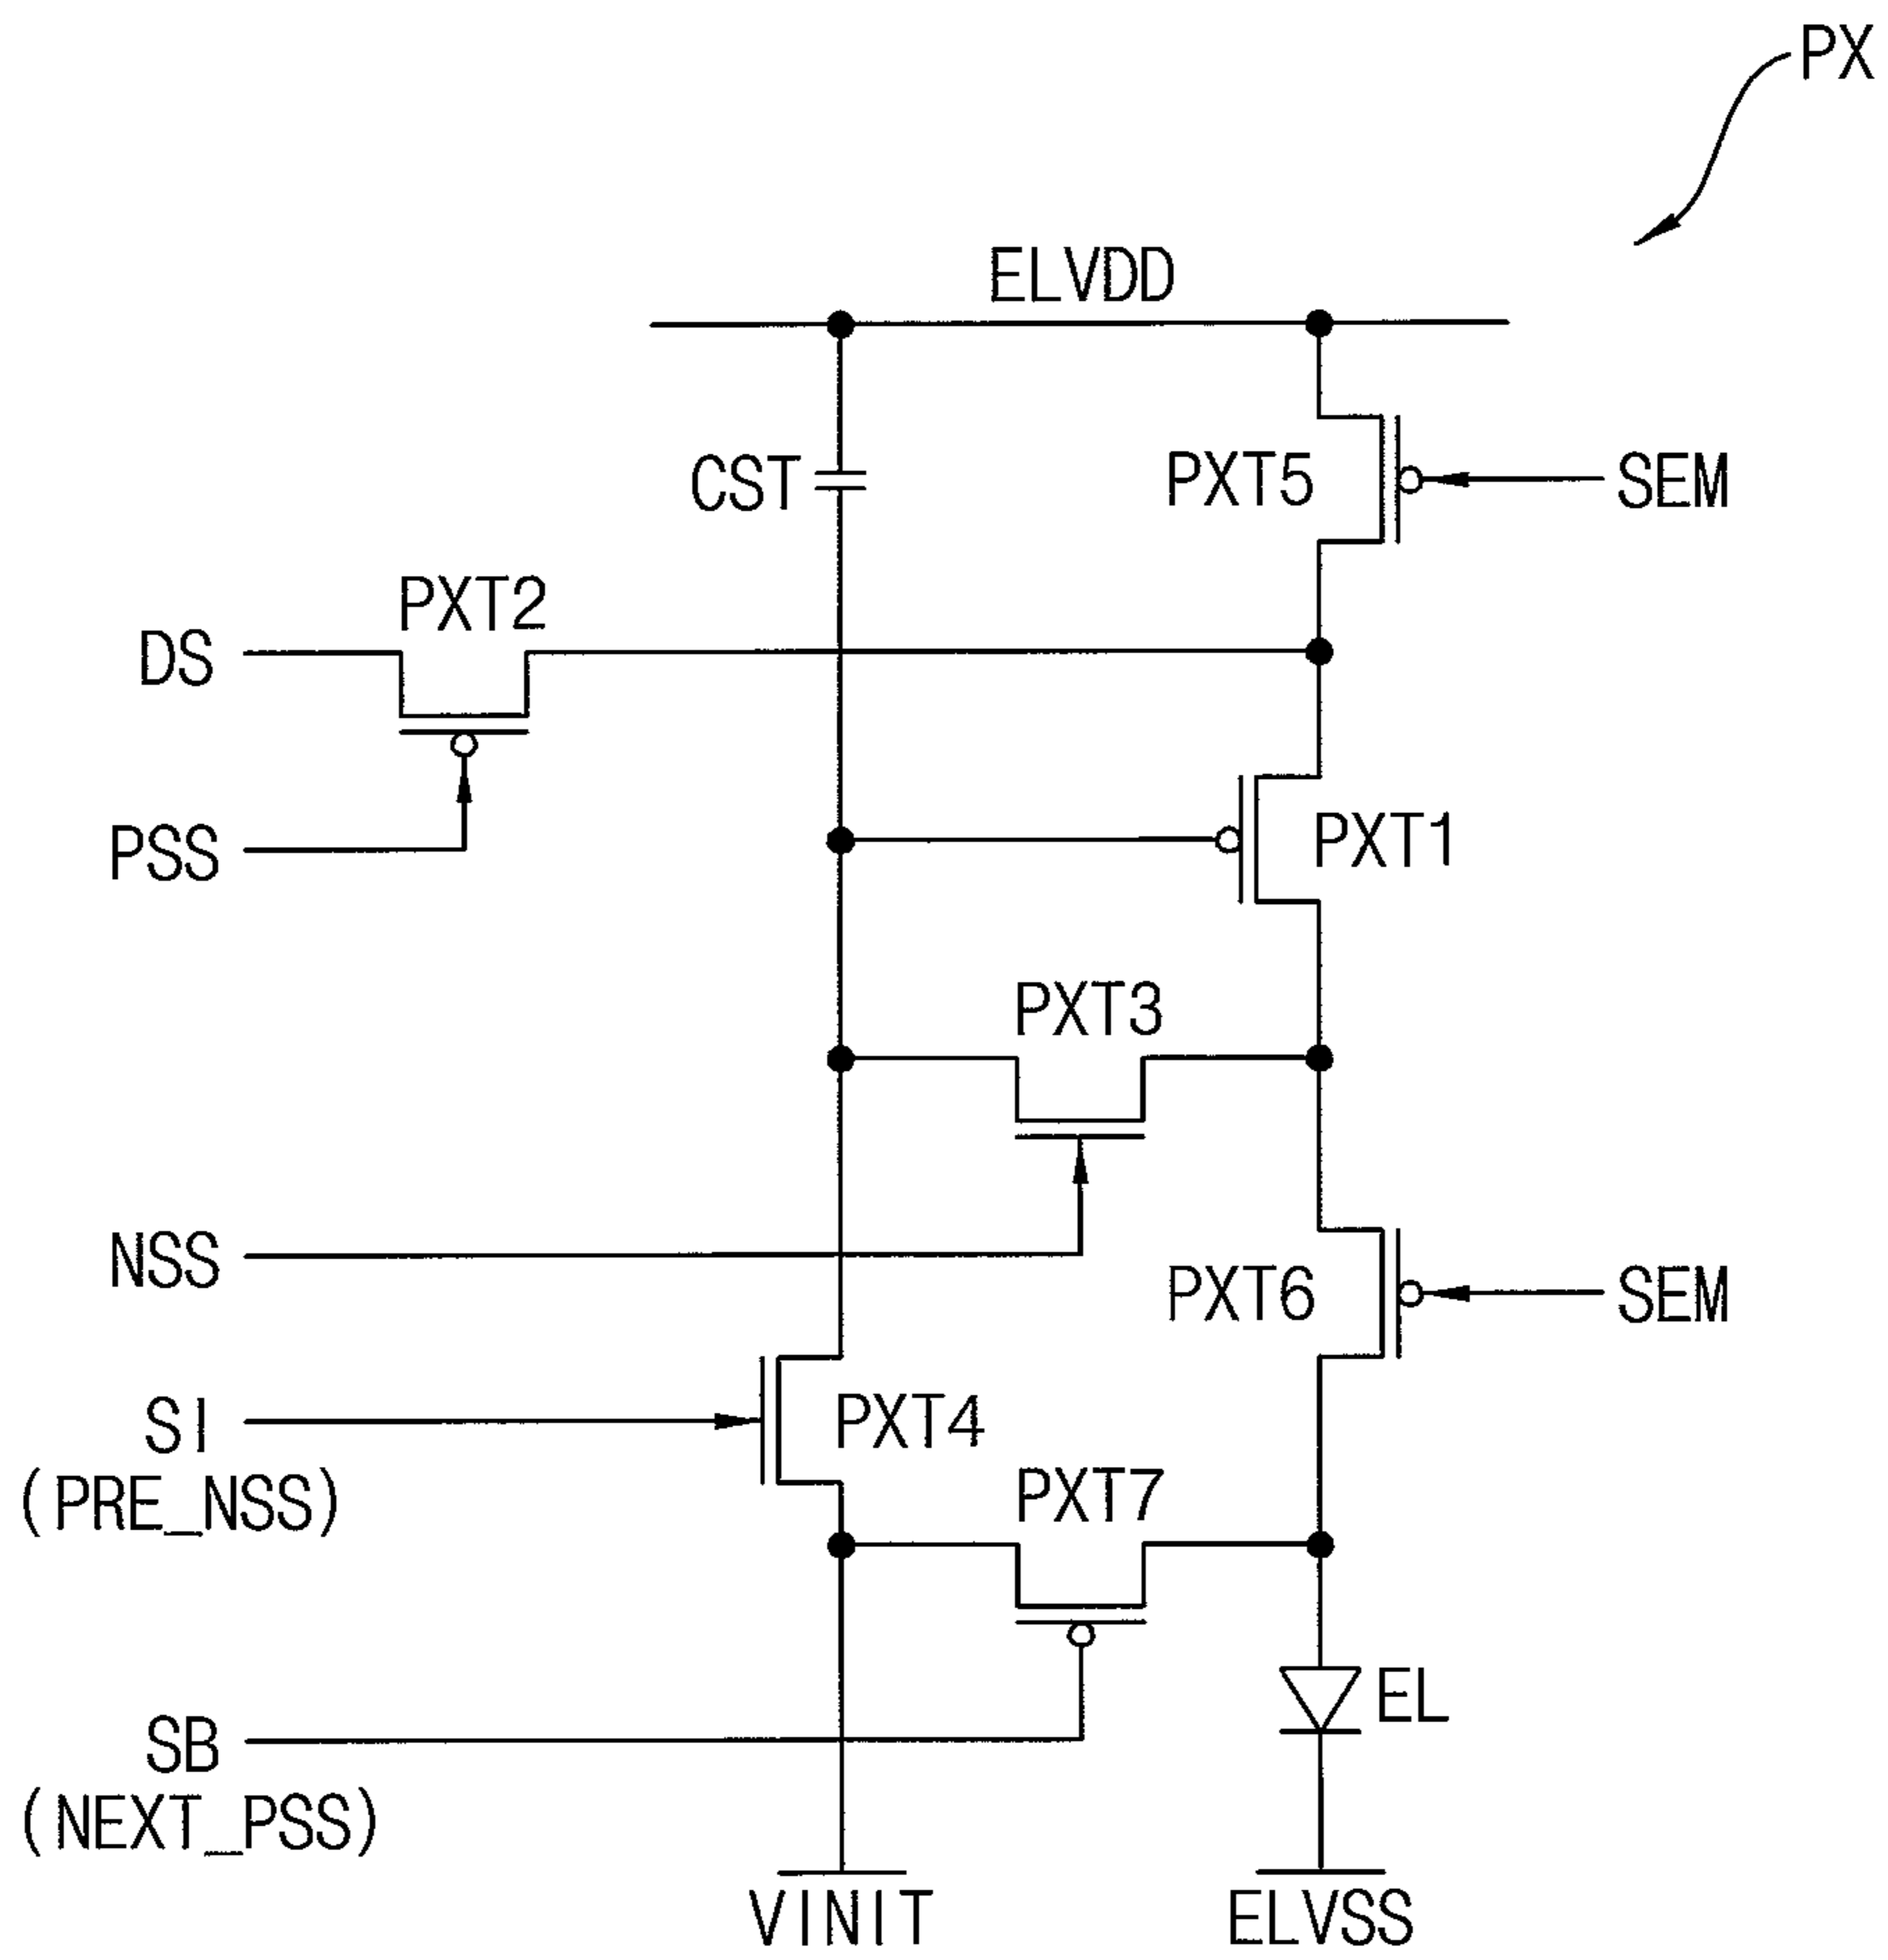 PX
ELVDD
CST
PXT5
SEM
PXT2
DS
PSS
PXT1
PXT3
NSS
PXT6
SEM
SI
(PRE_NSS)
PXT4
PXT7
EL
SB
(NEXT_PSS)
VINIT
ELVSS